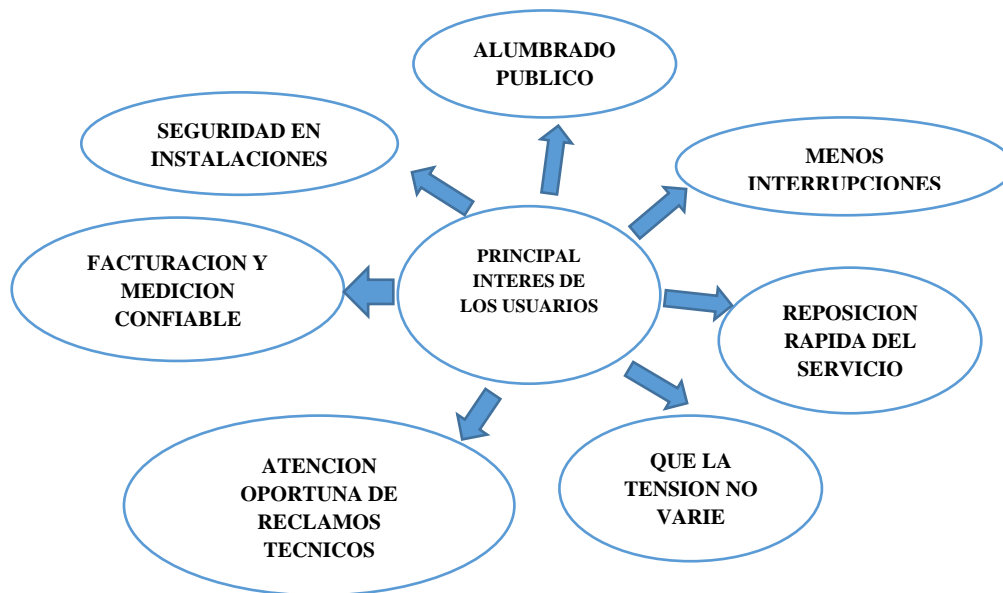 ALUMBRADO
PUBLICO
SEGURIDAD EN
INSTALACIONES
MENOS
INTERRUPCIONES
PRINCIPAL
INTERES DE
LOS USUARIOS
FACTURACION Y
MEDICION
CONFIABLE
REPOSICION
RAPIDA DEL
SERVICIO
ATENCION
OPORTUNA DE
RECLAMOS
TECNICOS
QUE LA
TENSION NO
VARIE